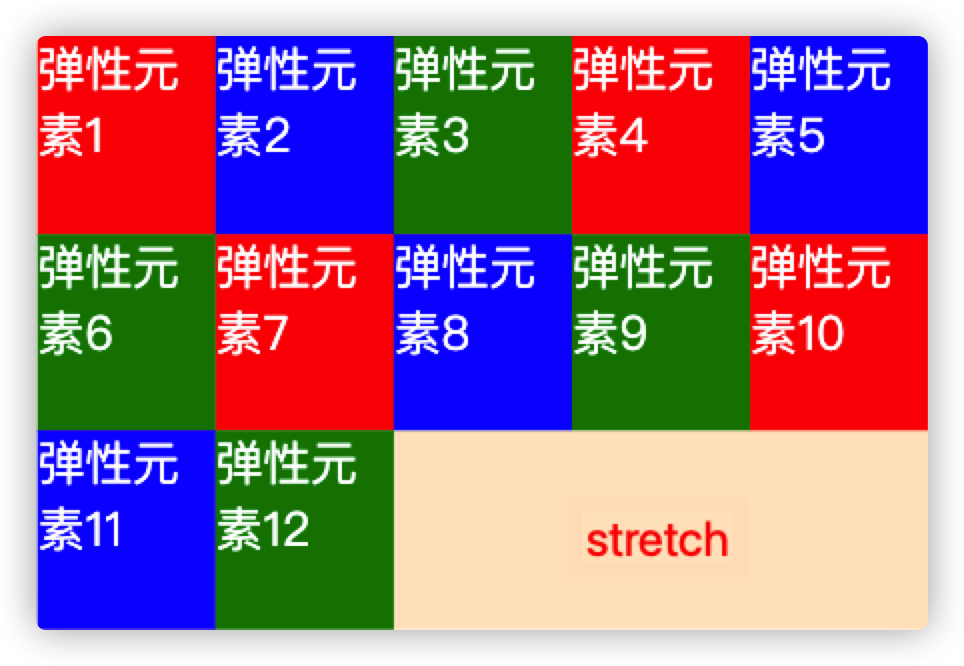 弹性元
素1
弹性元
素2
弹性元
素3
弹性元
素4
弹性元
素5
弹性元
素6
弹性元
素7
弹性元
素8
弹性元
素9
弹性元
素10
弹性元
素11
弹性元
素12
stretch